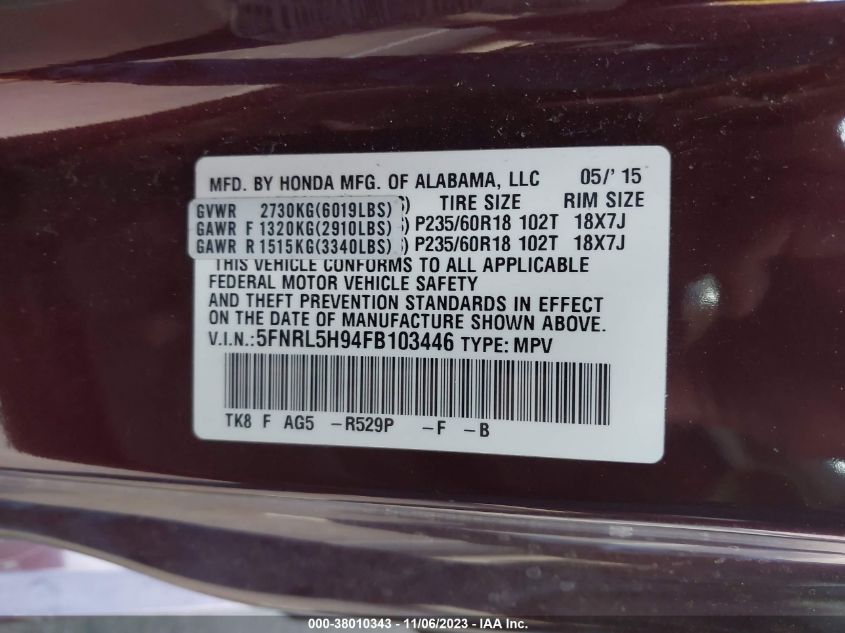 MFD. BY HONDA MFG. OF ALABAMA, LLC 05/'15
TIRE SIZE RIM SIZE
GVWR 2730KG(6019LBS)
GAWR F 1320KG(2910LBS) P235/60R18 102T 18X7J
GAWR R 1515KG(3340LBS) P235/60R18 102T 18X7J
THIS VEHICLE CONFORMS TO ALL APPLICABLE
FEDERAL MOTOR VEHICLE SAFETY
AND THEFT PREVENTION STANDARDS IN EFFECT
ON THE DATE OF MANUFACTURE SHOWN ABOVE.
V.I.N.:5FNRL5H94FB103446 TYPE: MPV
TK8 F AG5 -R529P -F -B
000-38010343 - 11/06/2023 - IAA Inc.